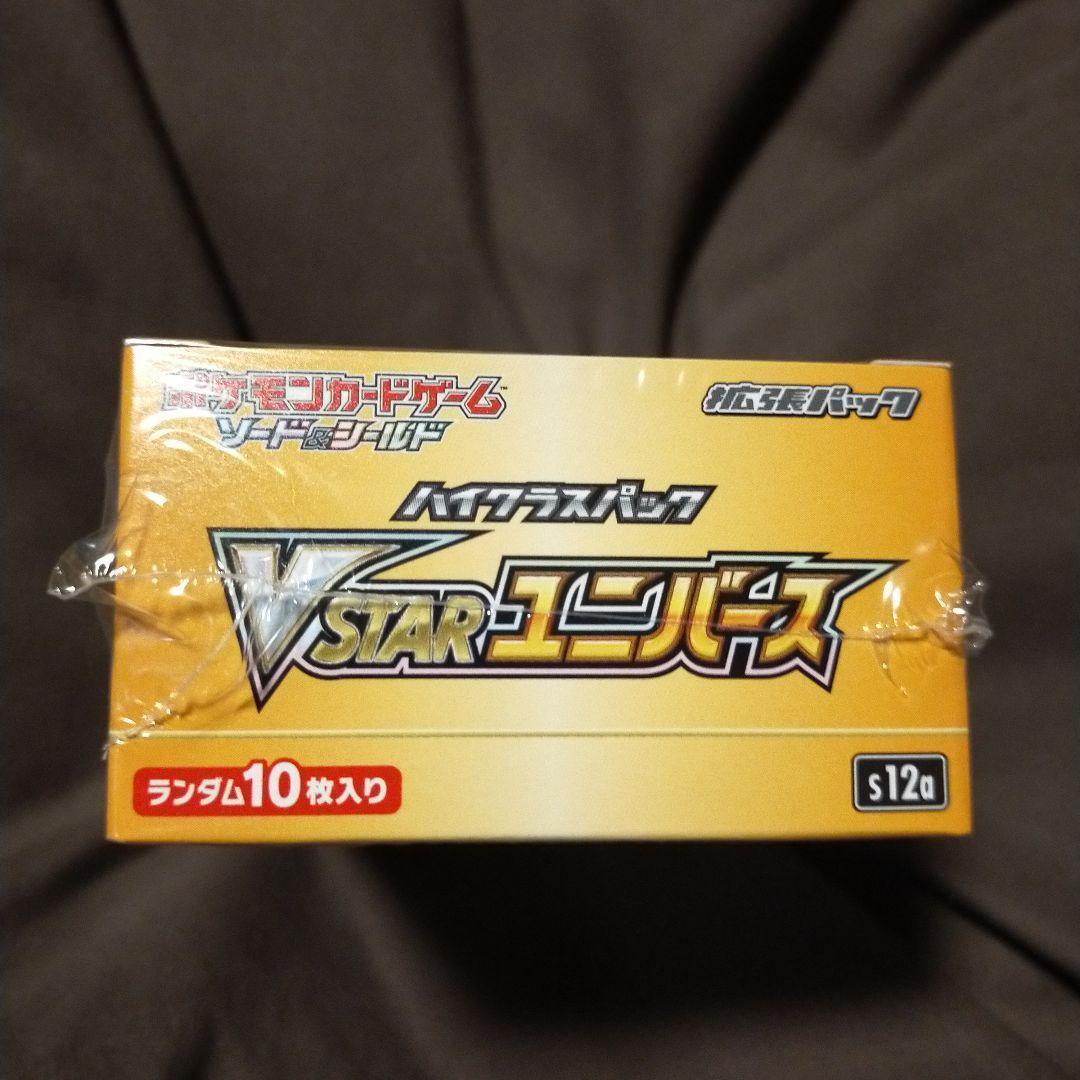 ポケモンカードゲーム™
ソード&シールド
拡張パック
ハイクラスパック
VSTARユニバース
ランダム10枚入り
s12a